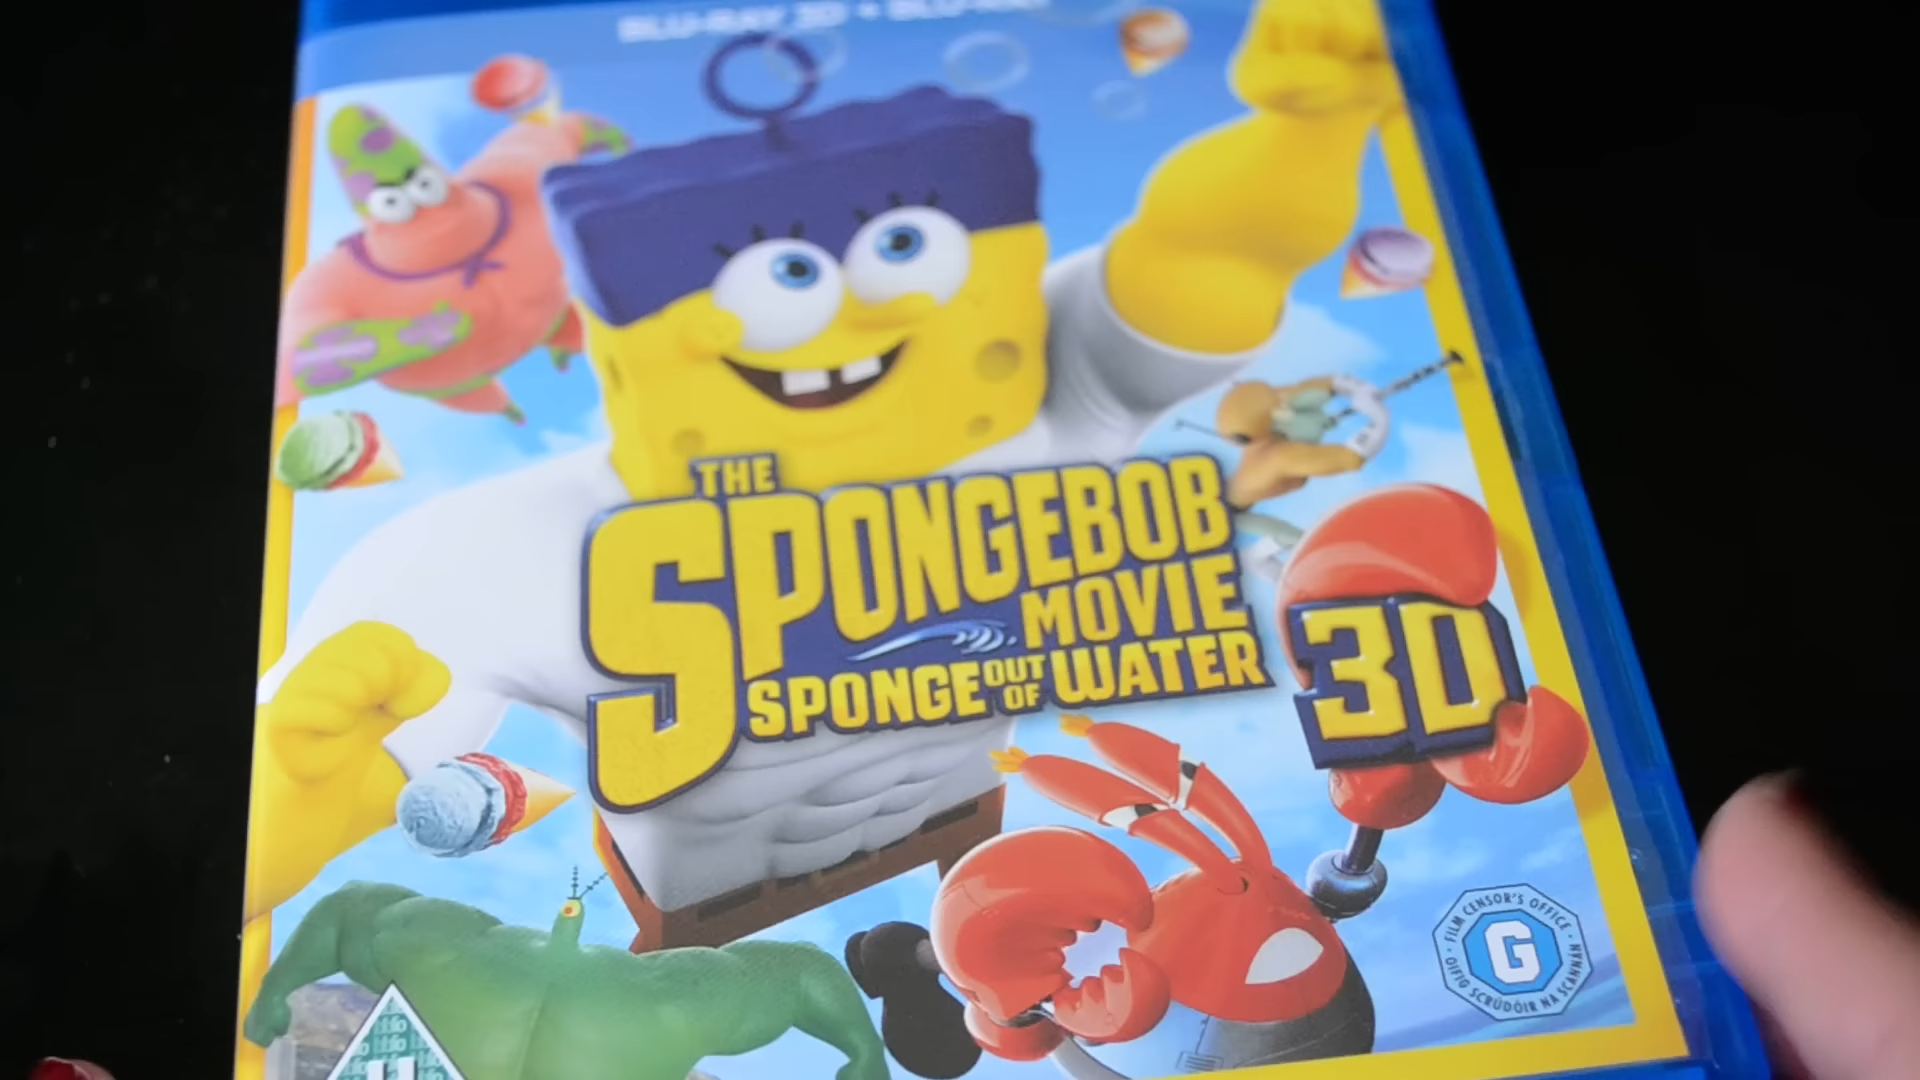 BLU-RAY 3D + BLU-RAY
THE
SPONGEBOB
MOVIE
SPONGE OUT OF WATER
3D
FILM CENSOR'S OFFICE
G
OIFIG SCRÚDÓIR NA SCANNÁN
U